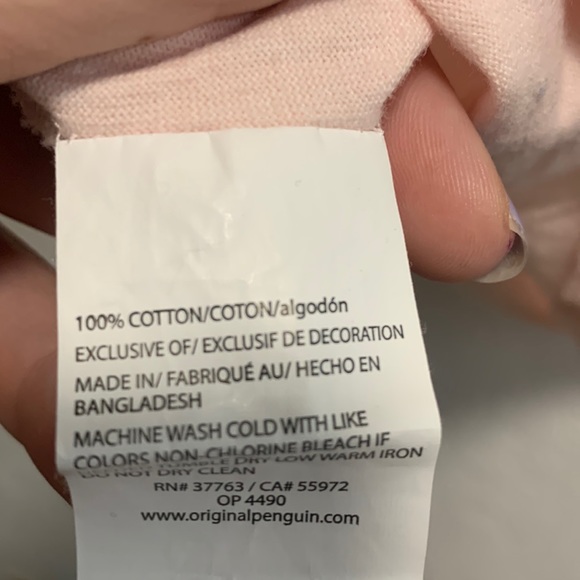 100% COTTON/COTON/algodón
EXCLUSIVE OF/ EXCLUSIF DE DECORATION
MADE IN/ FABRIQUÉ AU/ HECHO EN
BANGLADESH
MACHINE WASH COLD WITH LIKE
COLORS NON-CHLORINE BLEACH IF
TUMBLE DRY LOW WARM IRON
DO NOT DRY CLEAN
RN# 37763 / CA# 55972
OP 4490
www.originalpenguin.com